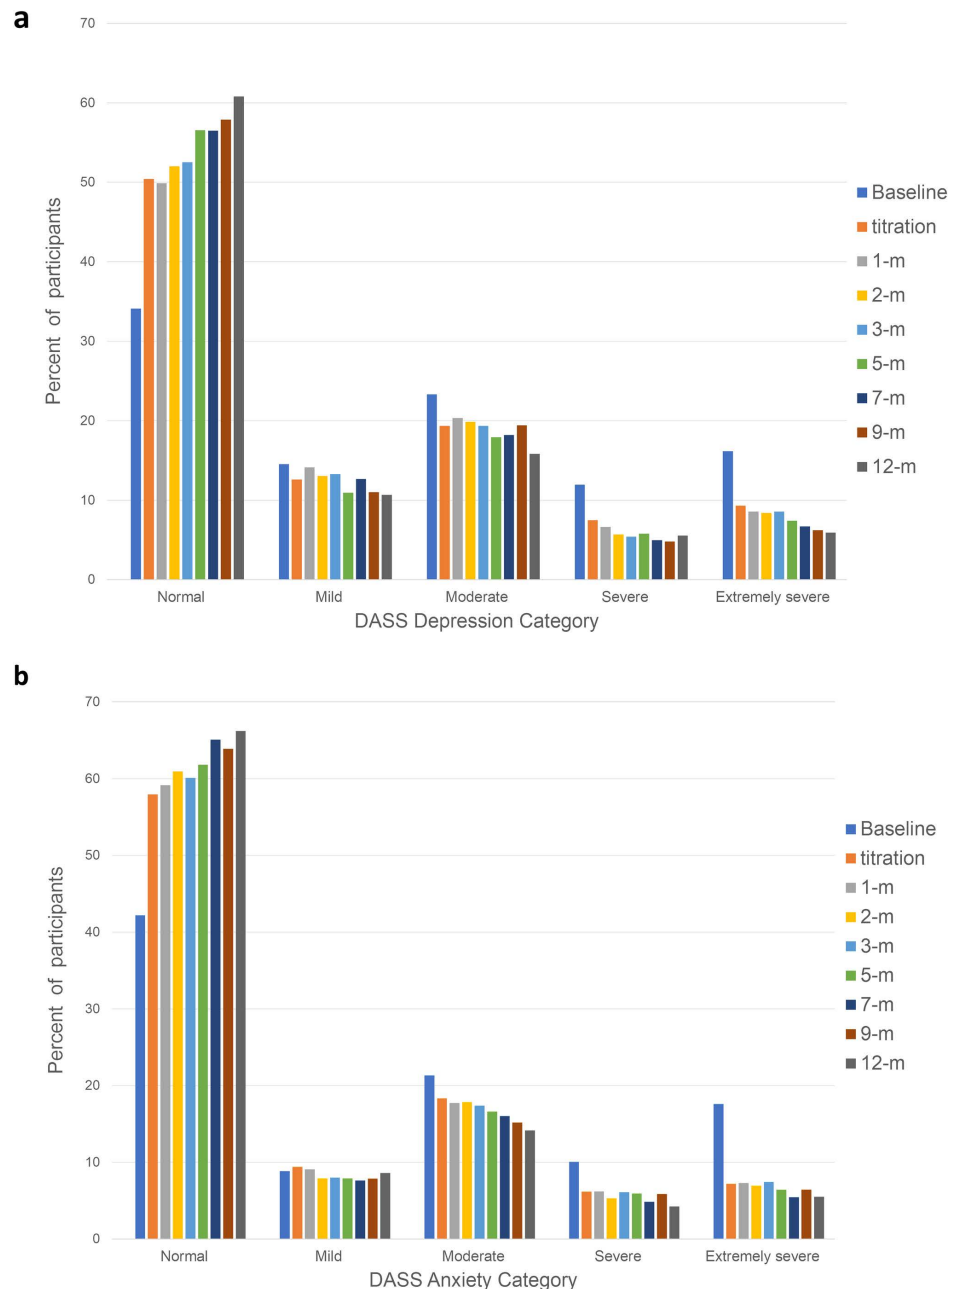 a
70
60
50
40
30
20
10
0
Percent of participants
Normal Mild Moderate Severe Extremely severe
DASS Depression Category
Baseline
titration
1-m
2-m
3-m
5-m
7-m
9-m
12-m
b
70
60
50
40
30
20
10
0
Percent of participants
Normal Mild Moderate Severe Extremely severe
DASS Anxiety Category
Baseline
titration
1-m
2-m
3-m
5-m
7-m
9-m
12-m